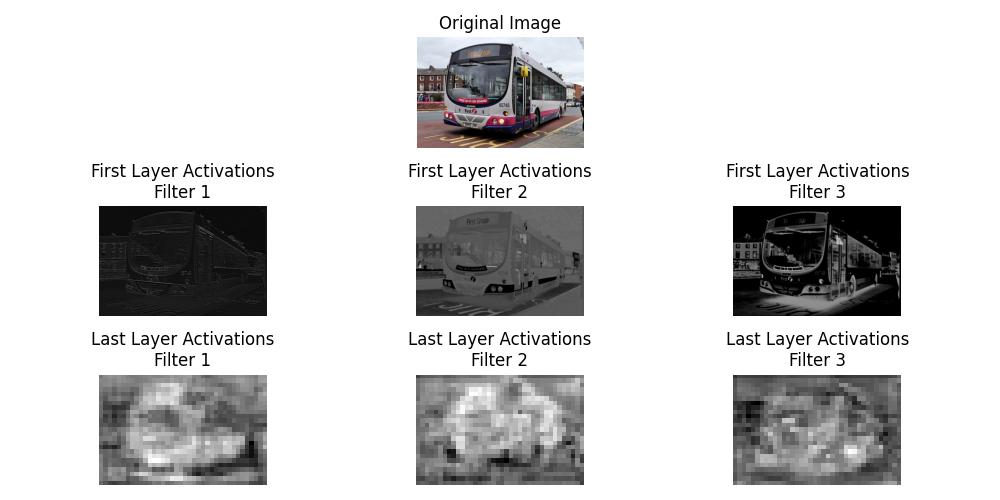 Original Image
First Layer Activations
Filter 1
First Layer Activations
Filter 2
First Layer Activations
Filter 3
Last Layer Activations
Filter 1
Last Layer Activations
Filter 2
Last Layer Activations
Filter 3